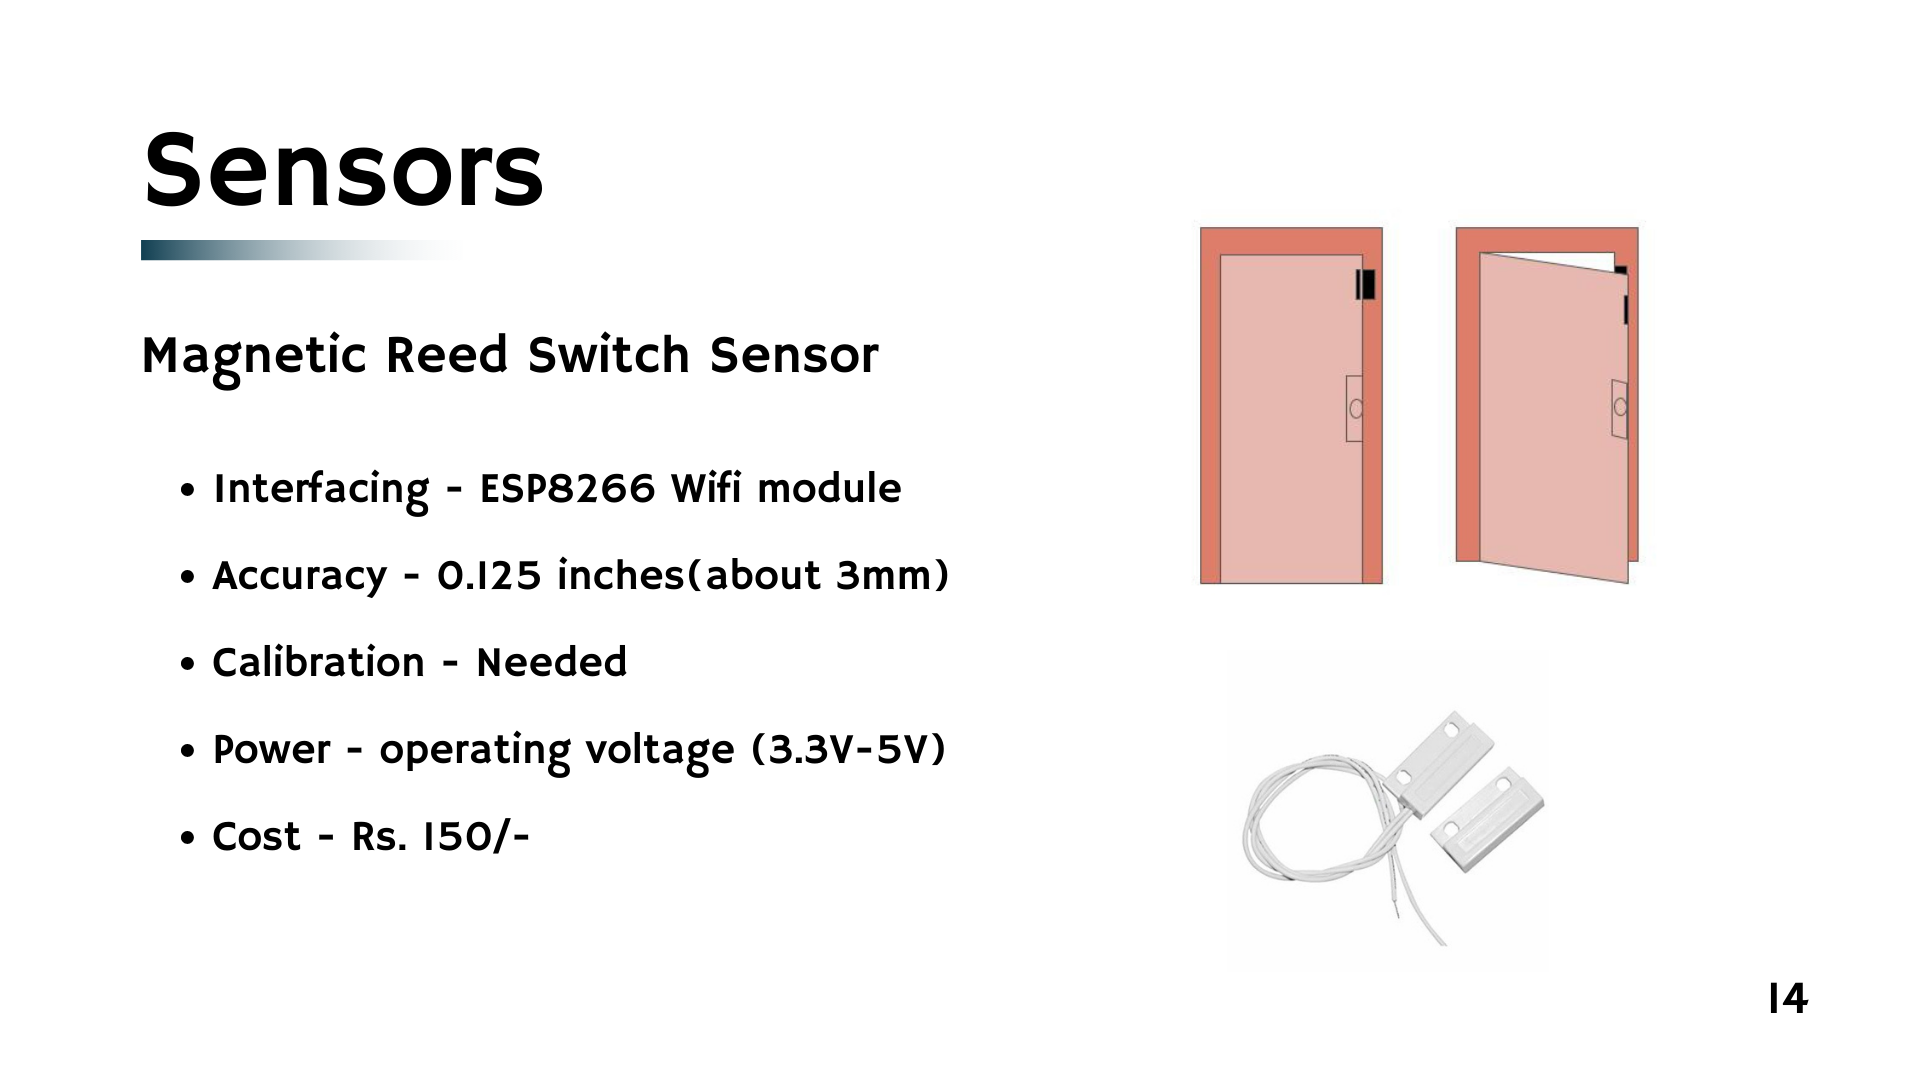 Sensors
Magnetic Reed Switch Sensor
• Interfacing - ESP8266 Wifi module
• Accuracy - 0.125 inches(about 3mm)
• Calibration - Needed
• Power - operating voltage (3.3V-5V)
• Cost - Rs. 150/-
14